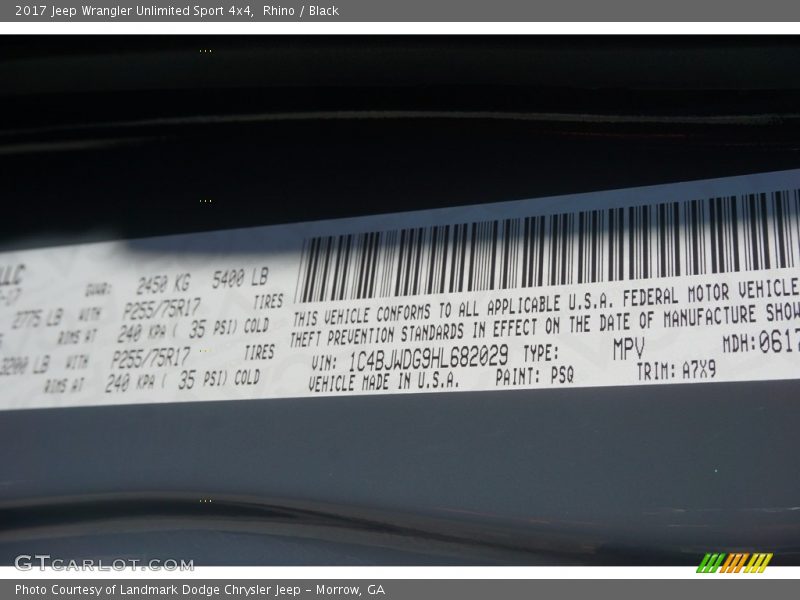 2017 Jeep Wrangler Unlimited Sport 4x4, Rhino / Black
GVWR: 2450 KG 5400 LB
2775 LB WITH P255/75R17 TIRES
RIMS AT 240 KPA ( 35 PSI) COLD
3200 LB WITH P255/75R17 TIRES
RIMS AT 240 KPA ( 35 PSI) COLD
THIS VEHICLE CONFORMS TO ALL APPLICABLE U.S.A. FEDERAL MOTOR VEHICLE
THEFT PREVENTION STANDARDS IN EFFECT ON THE DATE OF MANUFACTURE SHOW
VIN: 1C4BJWDG9HL682029 TYPE: MPV MDH: 0617
VEHICLE MADE IN U.S.A. PAINT: PSQ TRIM: A7X9
GTCARLOT.COM
Photo Courtesy of Landmark Dodge Chrysler Jeep – Morrow, GA